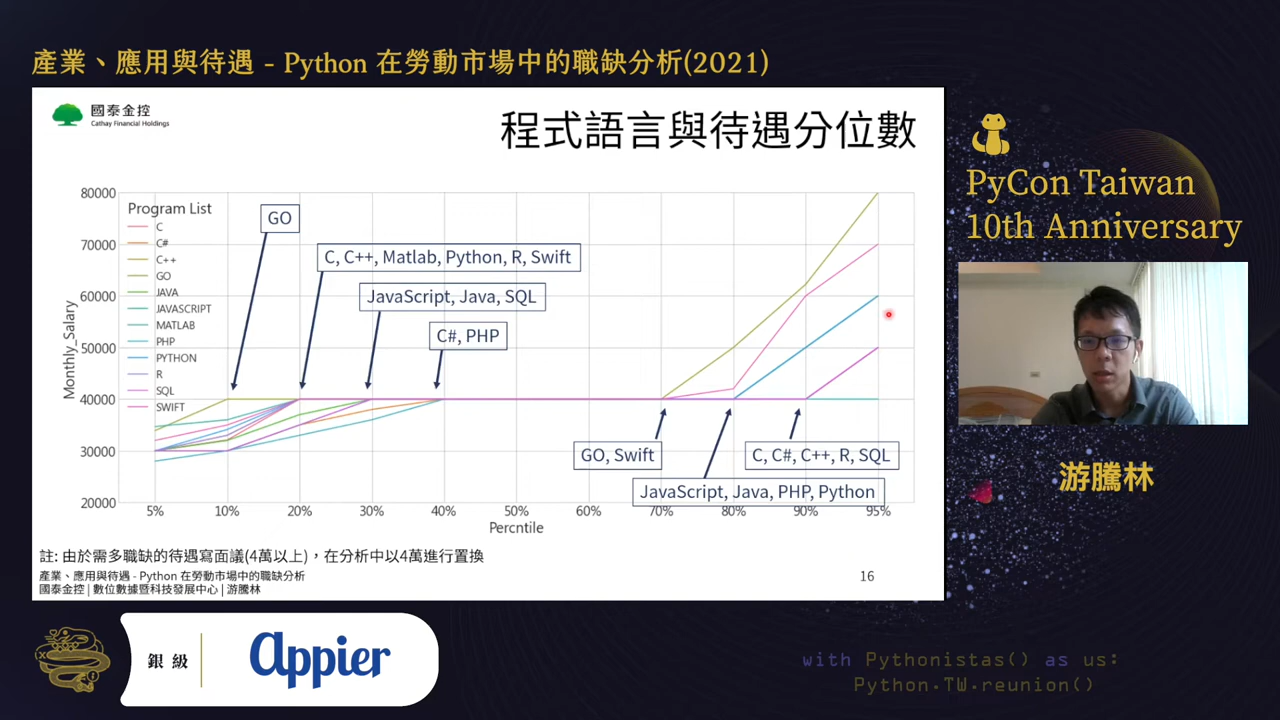 產業、應用與待遇 - Python 在勞動市場中的職缺分析(2021)
國泰金控
Cathay Financial Holdings
程式語言與待遇分位數
80000
70000
60000
50000
40000
30000
20000
Monthly_Salary
Program List
C
C#
C++
GO
JAVA
JAVASCRIPT
MATLAB
PHP
PYTHON
R
SQL
SWIFT
GO
C, C++, Matlab, Python, R, Swift
JavaScript, Java, SQL
C#, PHP
GO, Swift
C, C#, C++, R, SQL
JavaScript, Java, PHP, Python
5% 10% 20% 30% 40% 50% 60% 70% 80% 90% 95%
Percntile
註: 由於需多職缺的待遇寫面議(4萬以上)，在分析中以4萬進行置換
產業、應用與待遇 - Python 在勞動市場中的職缺分析
國泰金控 | 數位數據暨科技發展中心 | 游騰林
16
PyCon Taiwan
10th Anniversary
游騰林
銀級
appier
with Pythonistas() as us:
Python.TW.reunion()